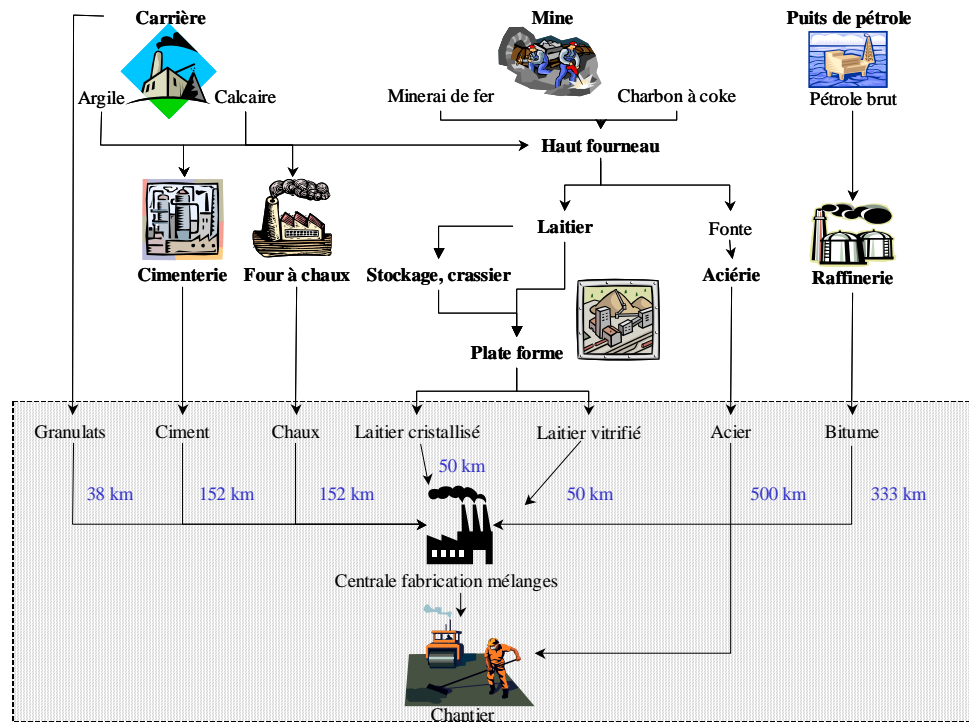 Carrière
Mine
Puits de pétrole
Argile
Calcaire
Minerai de fer
Charbon à coke
Pétrole brut
Haut fourneau
Laitier
Fonte
Cimenterie
Four à chaux
Stockage, crassier
Aciérie
Raffinerie
Plate forme
Granulats
Ciment
Chaux
Laitier cristallisé
Laitier vitrifié
Acier
Bitume
50 km
38 km
152 km
152 km
50 km
500 km
333 km
Centrale fabrication mélanges
Chantier